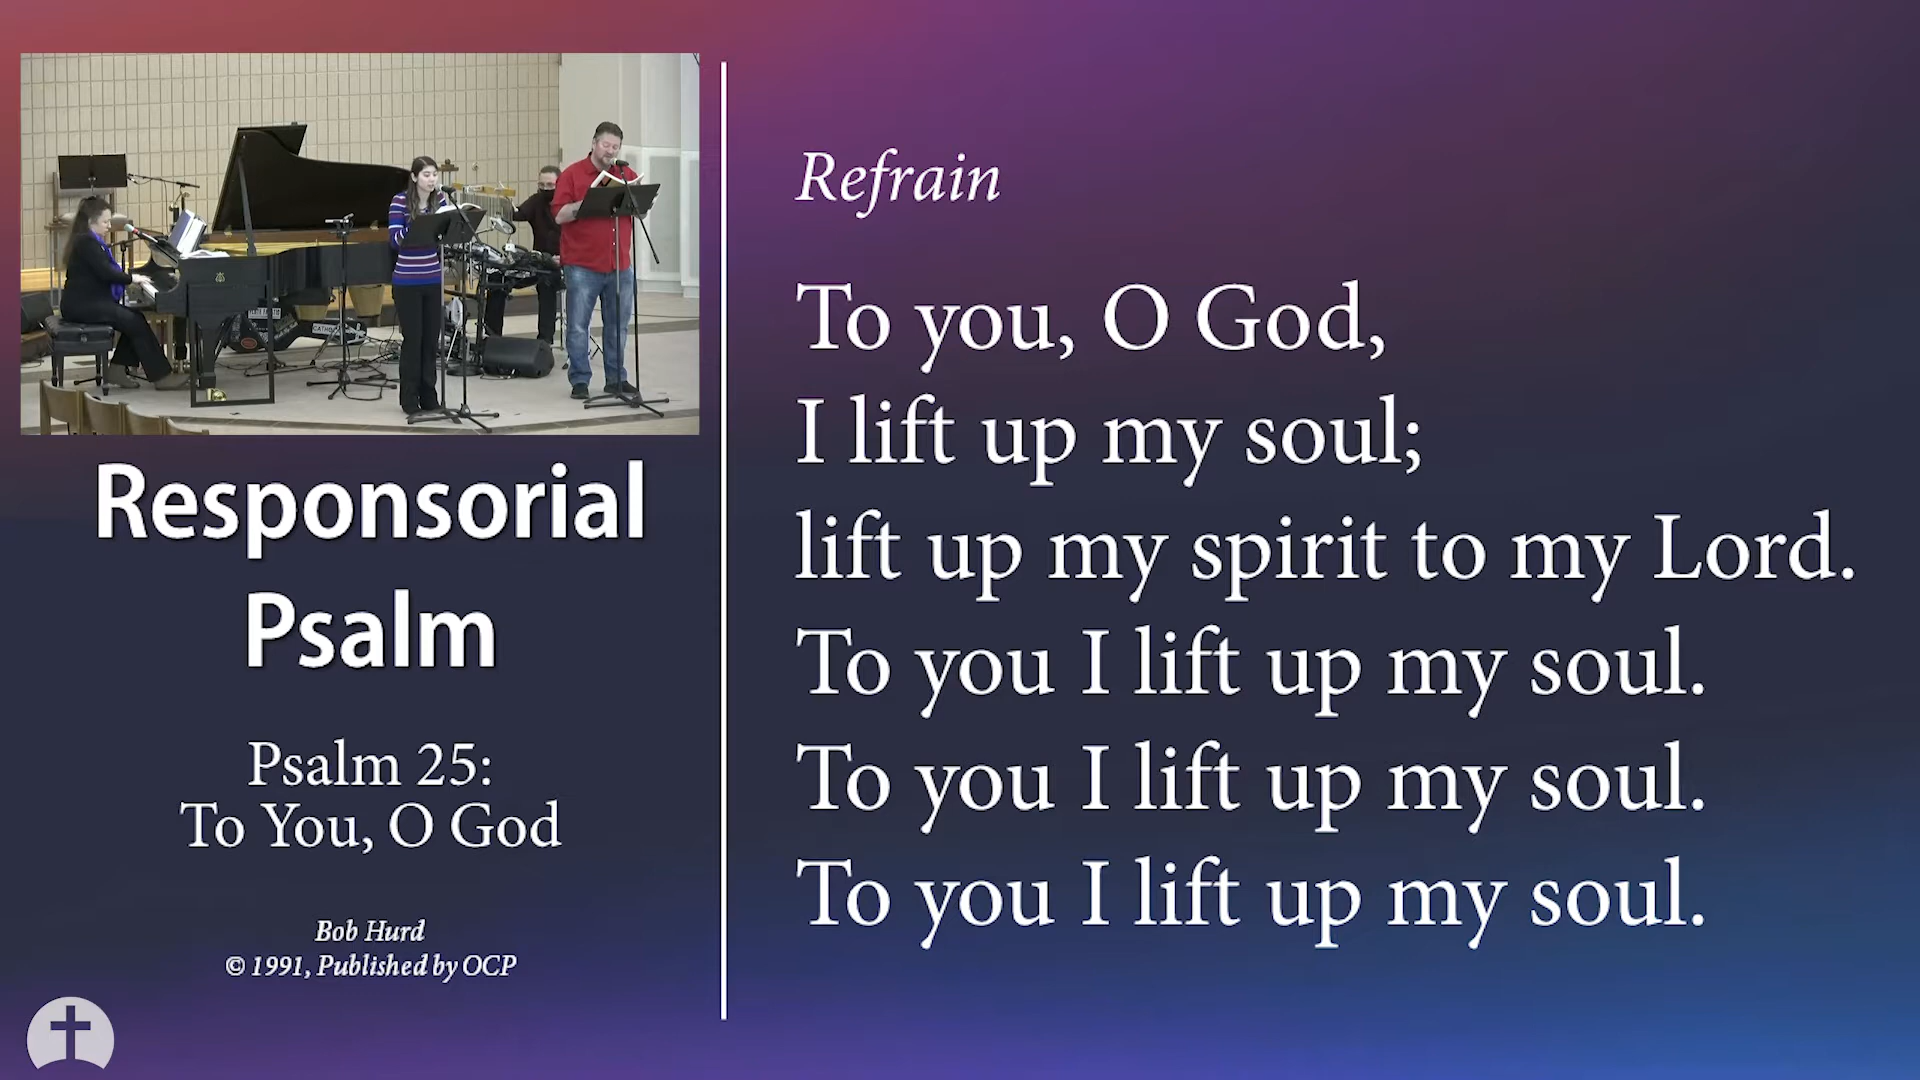 Responsorial
Psalm
Psalm 25:
To You, O God
Bob Hurd
© 1991, Published by OCP
Refrain
To you, O God,
I lift up my soul;
lift up my spirit to my Lord.
To you I lift up my soul.
To you I lift up my soul.
To you I lift up my soul.